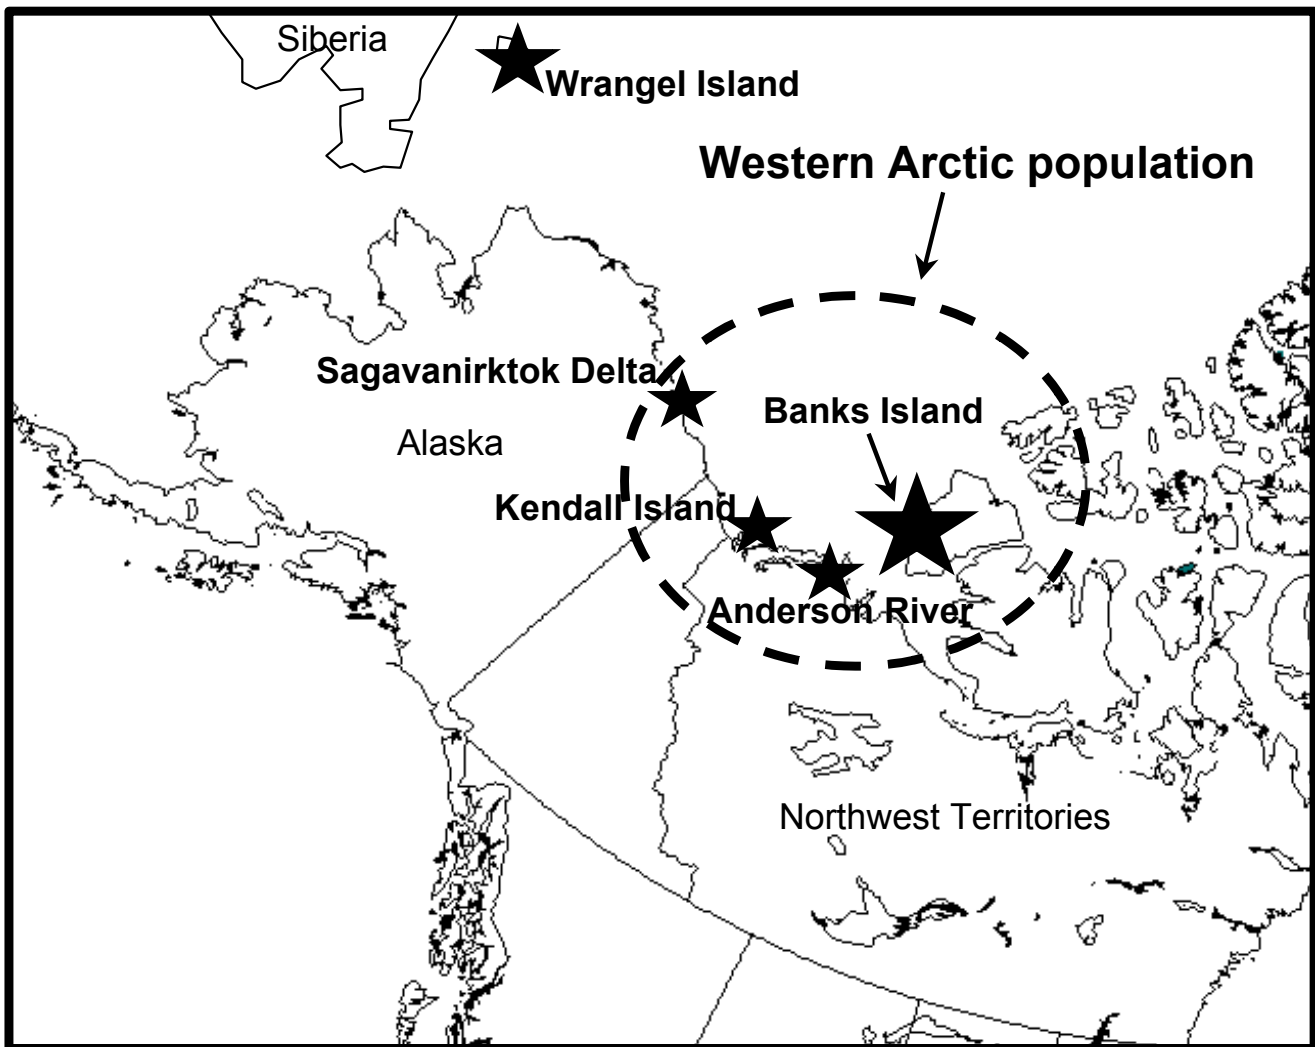 Siberia
Wrangel Island
Western Arctic population
Sagavanirktok Delta
Banks Island
Alaska
Kendall Island
Anderson River
Northwest Territories